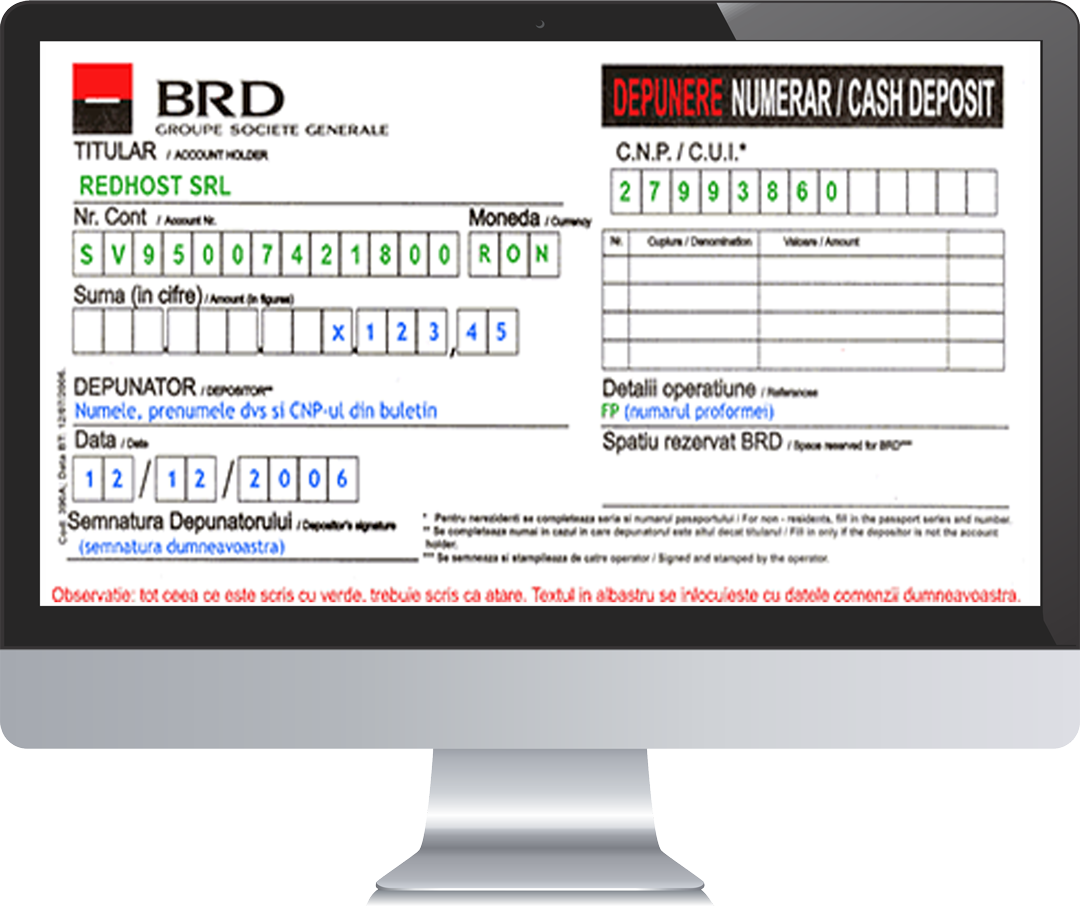 BRD
GROUPE SOCIETE GENERALE
TITULAR / ACCOUNT HOLDER
REDHOST SRL
Nr. Cont / Account Nr.
Moneda / Currency
S V 9 5 0 0 7 4 2 1 8 0 0 R O N
Suma (in cifre) / Amount (in figures)
X . 1 2 3 , 4 5
DEPUNATOR / DEPOSITOR**
Numele, prenumele dvs si CNP-ul din buletin
Data / Date
1 2 / 1 2 / 2 0 0 6
Semnatura Depunatorului / Depositor's signature
(semnatura dumneavoastra)
Cod. 390A; Data BT: 12/07/2006.
DEPUNERE NUMERAR / CASH DEPOSIT
C.N.P. / C.U.I.*
2 7 9 9 3 8 6 0
Nr. Cupiura / Denomination Valoare / Amount
Detalii operatiune / References
FP (numarul proformei)
Spatiu rezervat BRD / Space reserved for BRD***
* Pentru nerezidenti se completeaza seria si numarul pasaportului / For non - residents, fill in the passport series and number.
** Se completeaza numai in cazul in care depunatorul este altul decat titularul / Fill in only if the depositor is not the account
holder.
*** Se semneaza si stampileaza de catre operator / Signed and stamped by the operator.
Observatie: tot ceea ce este scris cu verde, trebuie scris ca atare. Textul in albastru se inlocuieste cu datele comenzii dumneavoastra.